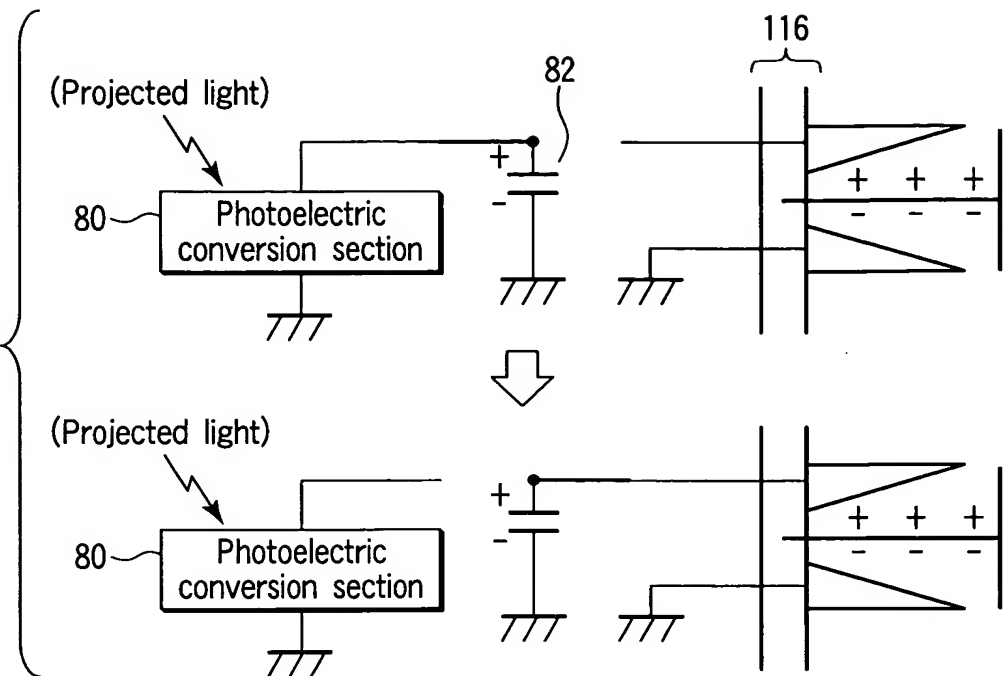 116
82
(Projected light)
+
-
80
Photoelectric
conversion section
+ + +
- - -
(Projected light)
+
-
80
Photoelectric
conversion section
+ + +
- - -